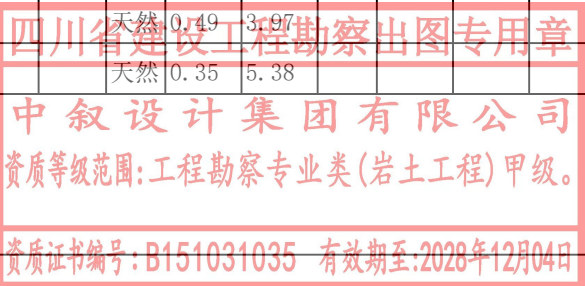 天然 0.49 3.97
四川省建设工程勘察出图专用章
天然 0.35 5.38
中叙设计集团有限公司
资质等级范围:工程勘察专业类(岩土工程)甲级。
资质证书编号:B151031035 有效期至:2028年12月04日